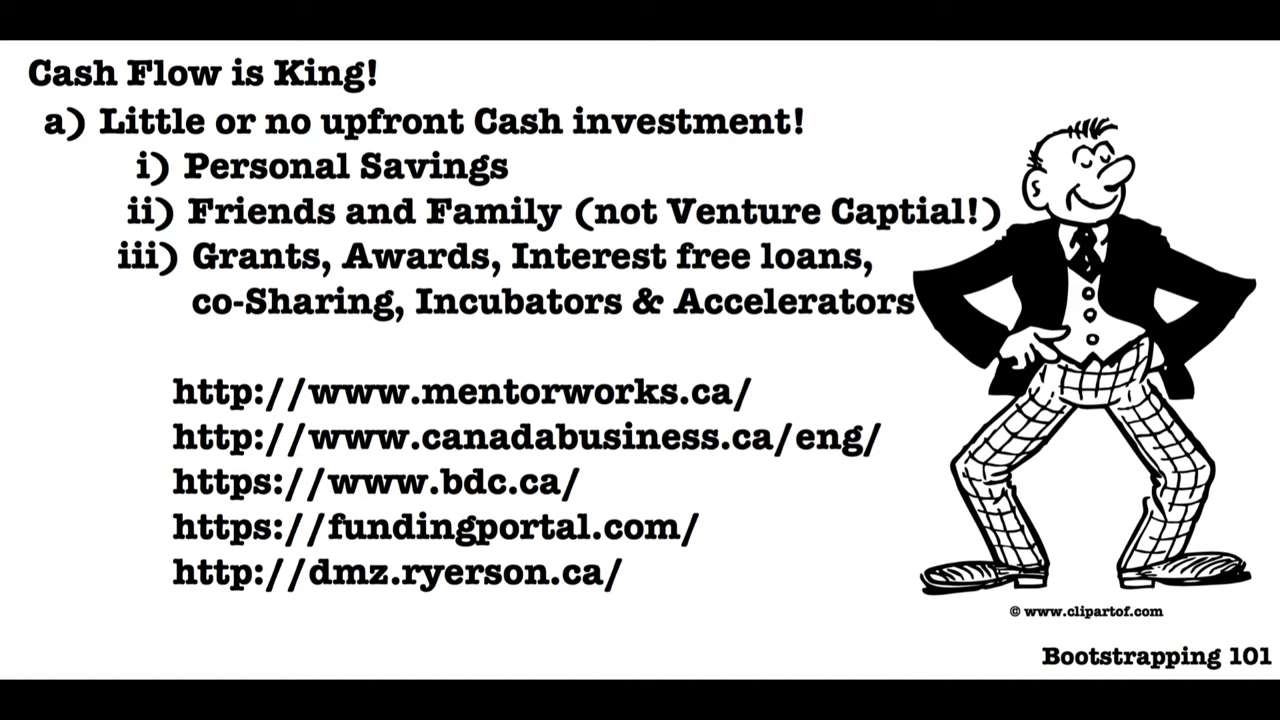 Cash Flow is King!
a) Little or no upfront Cash investment!
i) Personal Savings
ii) Friends and Family (not Venture Captial!)
iii) Grants, Awards, Interest free loans,
co-Sharing, Incubators & Accelerators
http://www.mentorworks.ca/
http://www.canadabusiness.ca/eng/
https://www.bdc.ca/
https://fundingportal.com/
http://dmz.ryerson.ca/
© www.clipartof.com
Bootstrapping 101